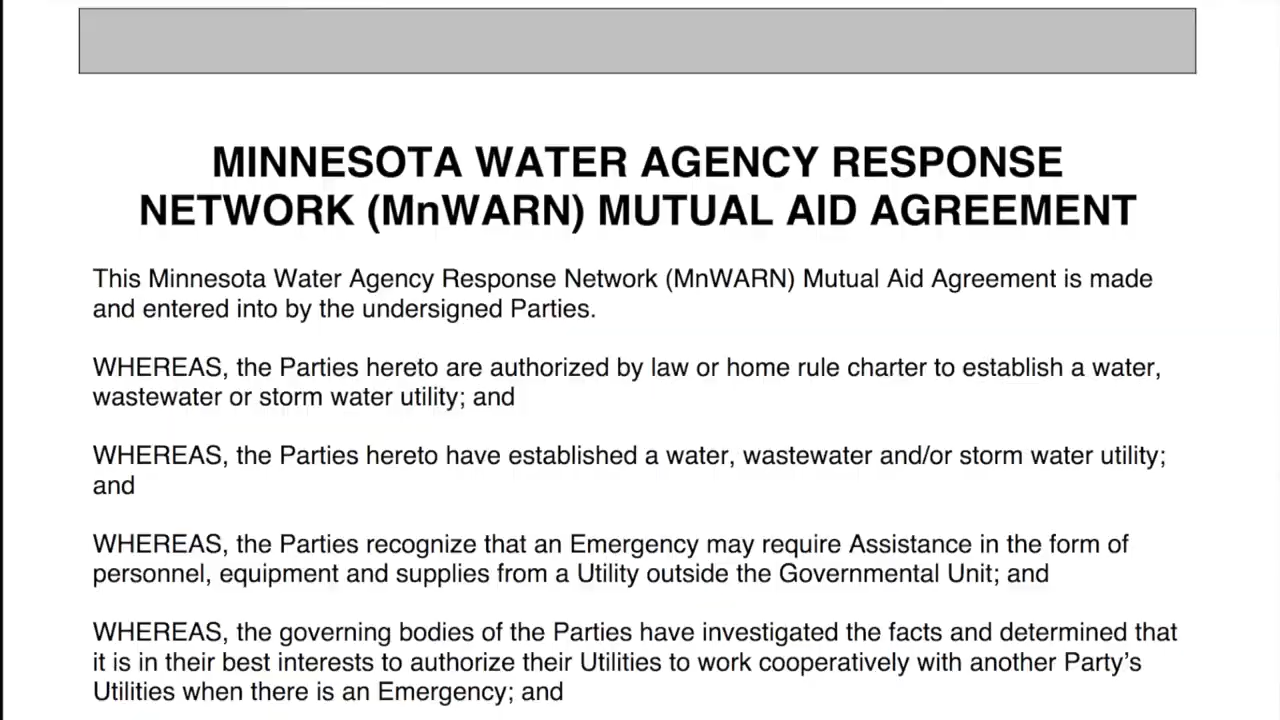 MINNESOTA WATER AGENCY RESPONSE
NETWORK (MnWARN) MUTUAL AID AGREEMENT
This Minnesota Water Agency Response Network (MnWARN) Mutual Aid Agreement is made
and entered into by the undersigned Parties.
WHEREAS, the Parties hereto are authorized by law or home rule charter to establish a water,
wastewater or storm water utility; and
WHEREAS, the Parties hereto have established a water, wastewater and/or storm water utility;
and
WHEREAS, the Parties recognize that an Emergency may require Assistance in the form of
personnel, equipment and supplies from a Utility outside the Governmental Unit; and
WHEREAS, the governing bodies of the Parties have investigated the facts and determined that
it is in their best interests to authorize their Utilities to work cooperatively with another Party’s
Utilities when there is an Emergency; and